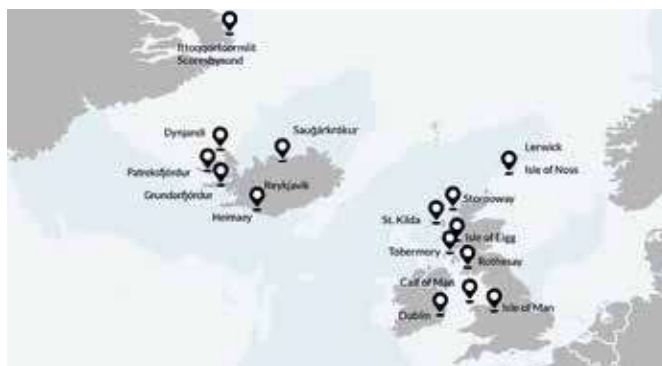 Ittoqqortoormiit
Scoresbysund
Dynjandi
Sauðárkrókur
Patreksfjörður
Reykjavik
Grundarfjörður
Heimaey
Lerwick
Isle of Noss
Stornoway
St. Kilda
Isle of Eigg
Tobermory
Rothesay
Calf of Man
Isle of Man
Dublin